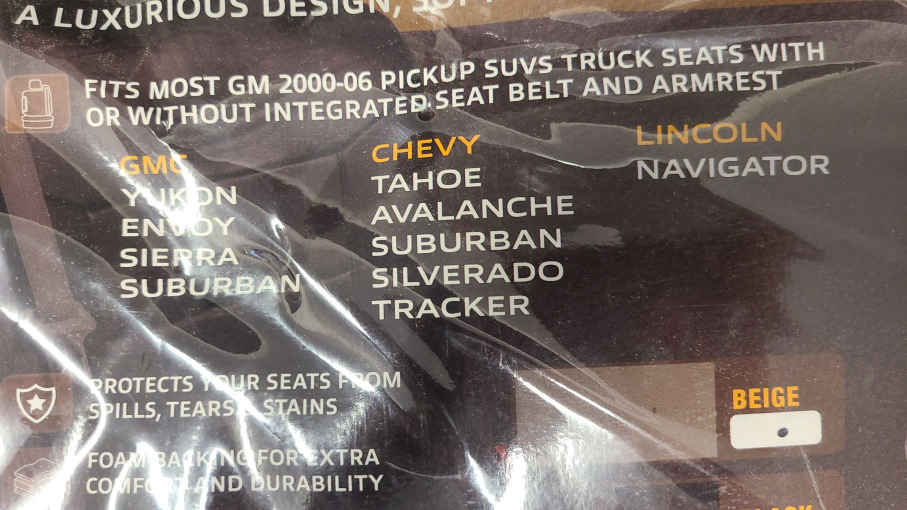 A LUXURIOUS DESIGN,
FITS MOST GM 2000-06 PICKUP SUVS TRUCK SEATS WITH
OR WITHOUT INTEGRATED SEAT BELT AND ARMREST
GMC
YUKON
ENVOY
SIERRA
SUBURBAN
CHEVY
TAHOE
AVALANCHE
SUBURBAN
SILVERADO
TRACKER
LINCOLN
NAVIGATOR
PROTECTS YOUR SEATS FROM
SPILLS, TEARS & STAINS
FOAM BACKING FOR EXTRA
COMFORT AND DURABILITY
BEIGE